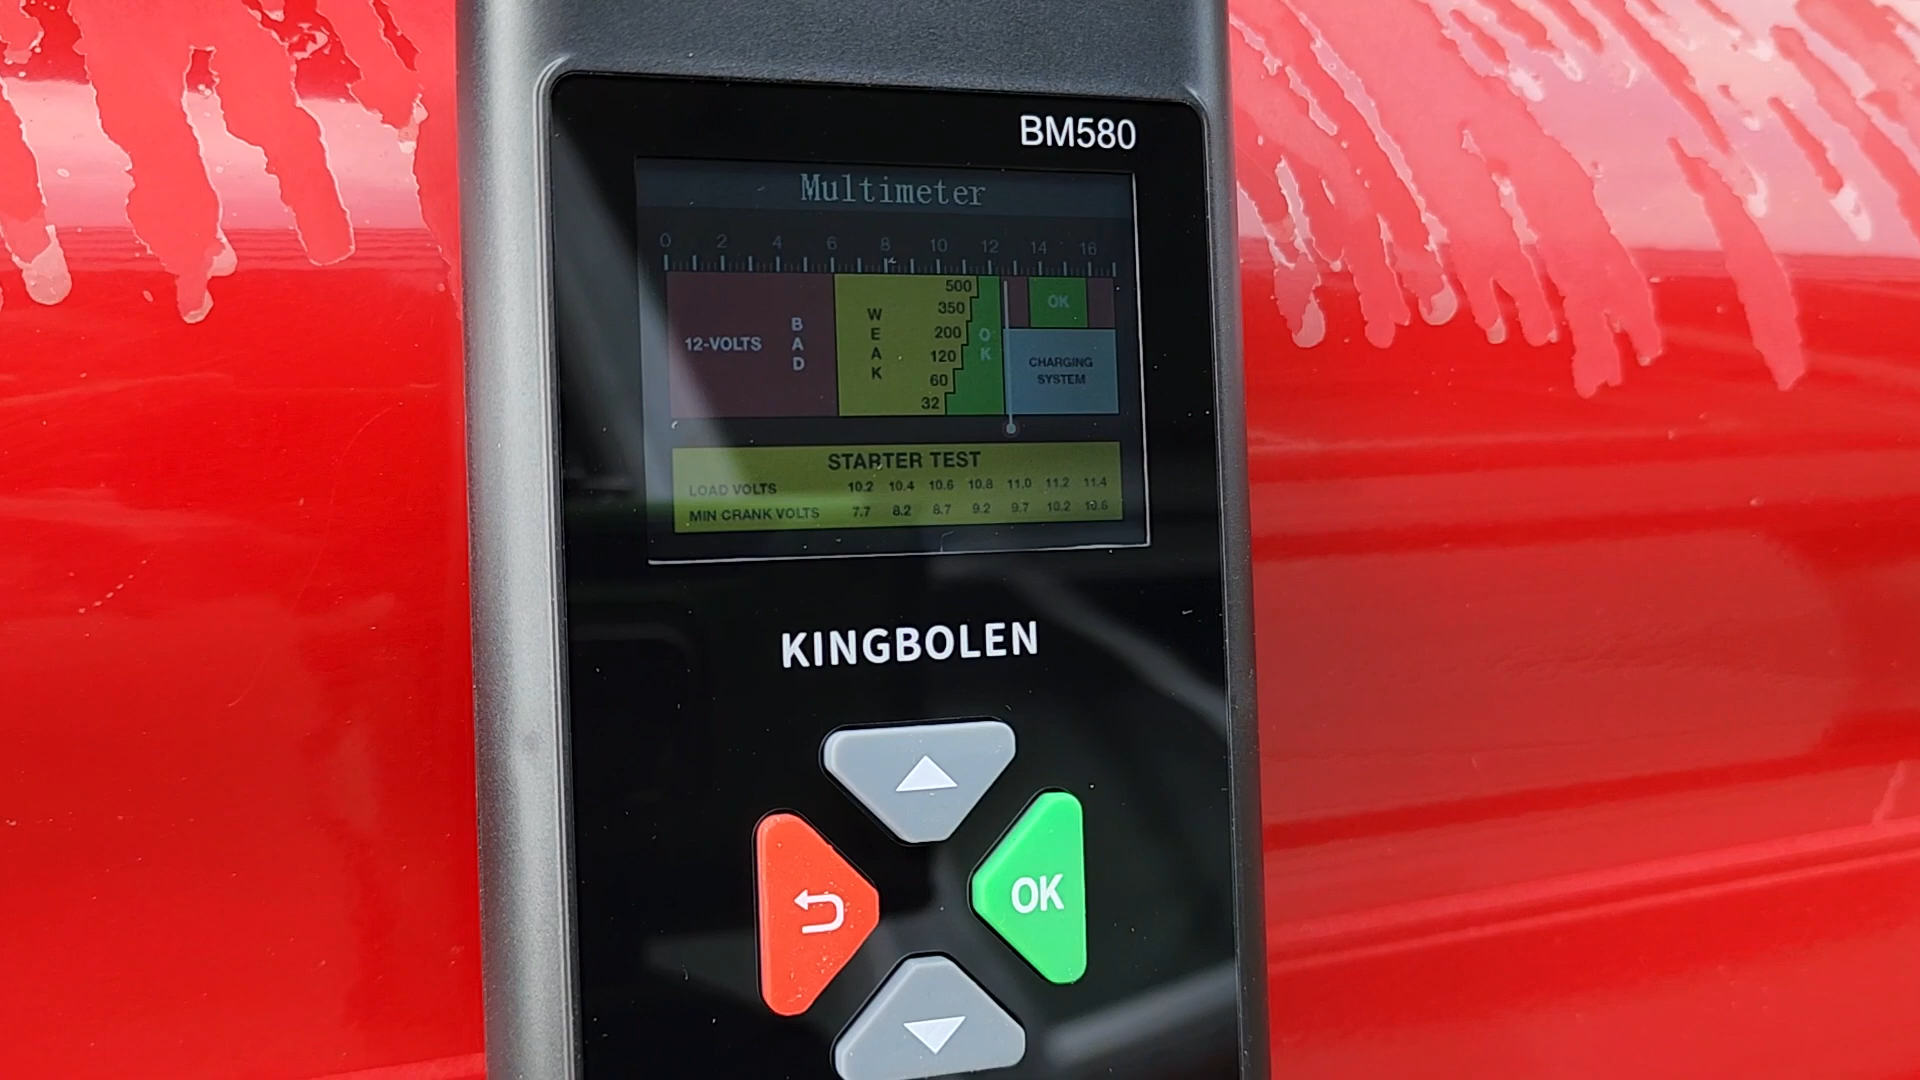 BM580
Multimeter
0 2 4 6 8 10 12 14 16
12-VOLTS
BAD
WEAK
500
350
200
120
60
32
OK
OK
CHARGING
SYSTEM
STARTER TEST
LOAD VOLTS 10.2 10.4 10.6 10.8 11.0 11.2 11.4
MIN CRANK VOLTS 7.7 8.2 8.7 9.2 9.7 10.2 10.6
KINGBOLEN
OK